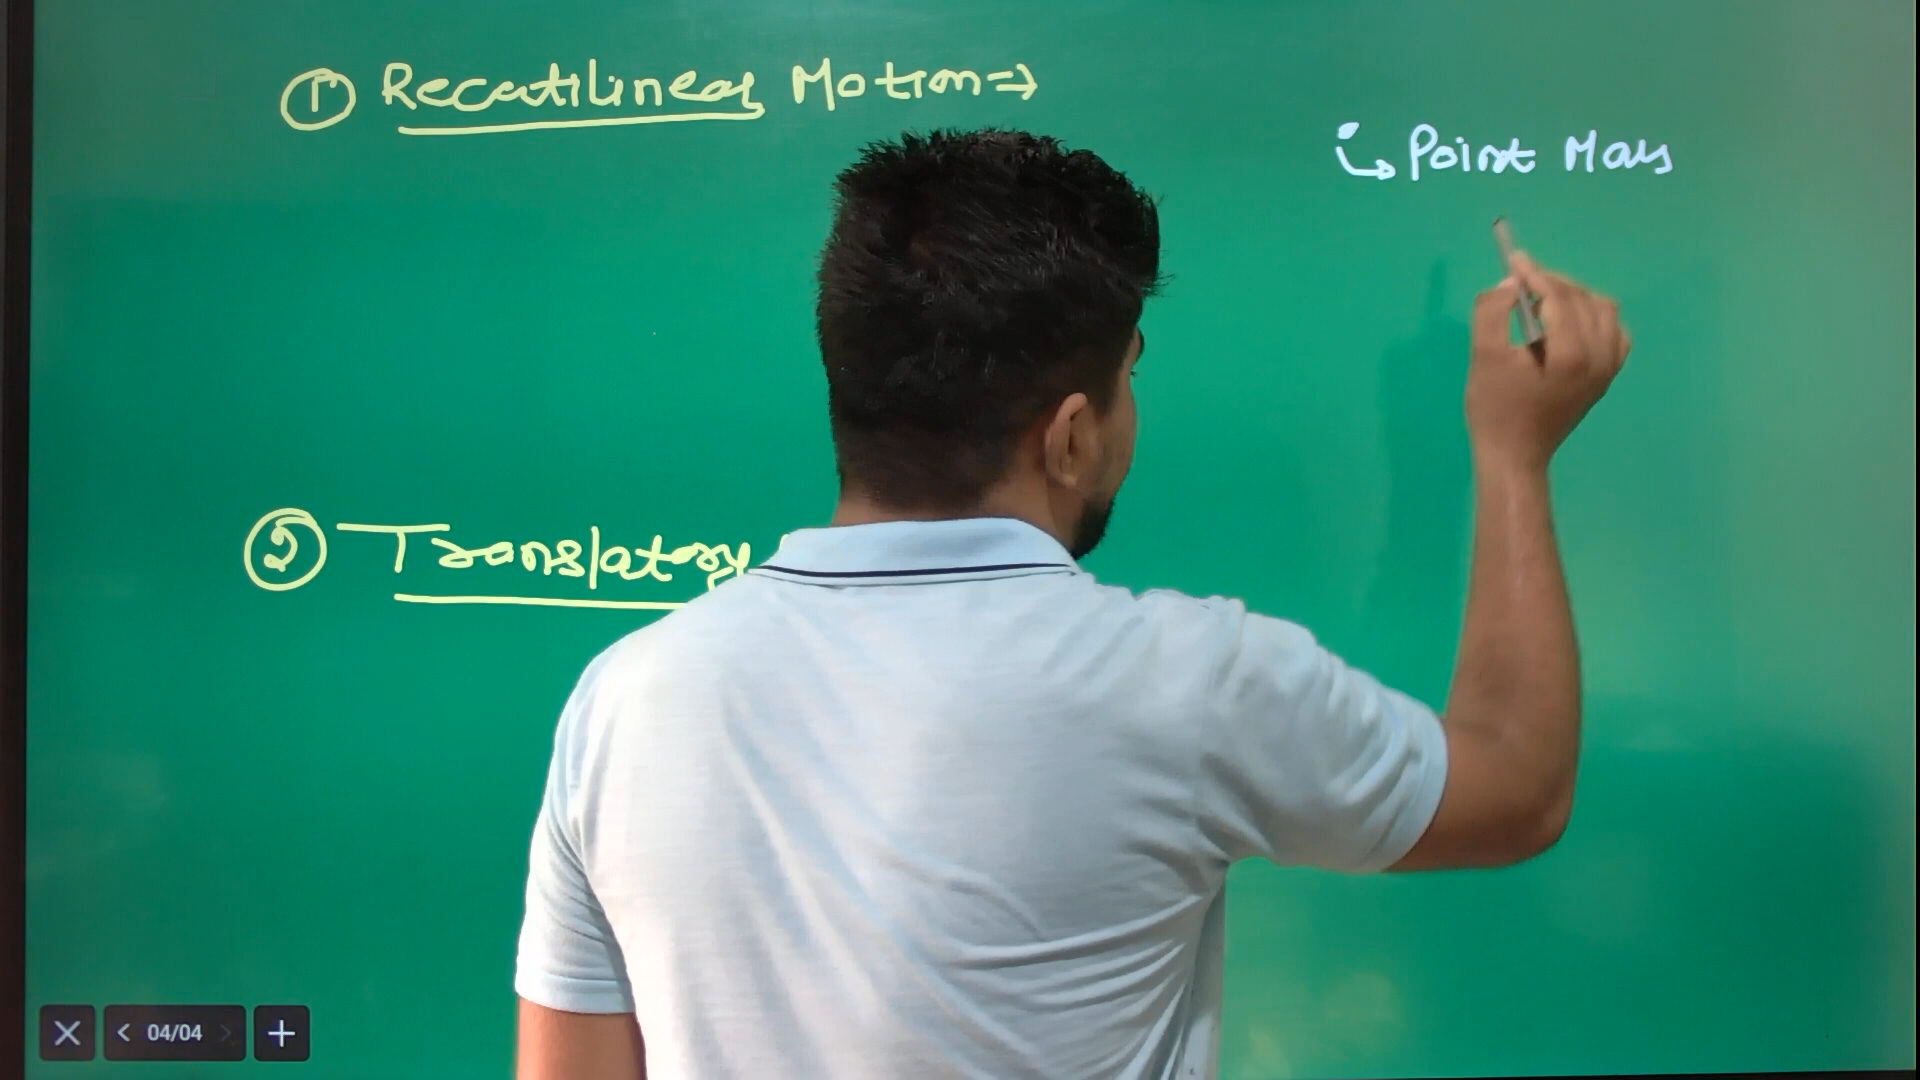 ① Recatilinear Motion ⇒
↳ Point Mass
② Translatory
04/04